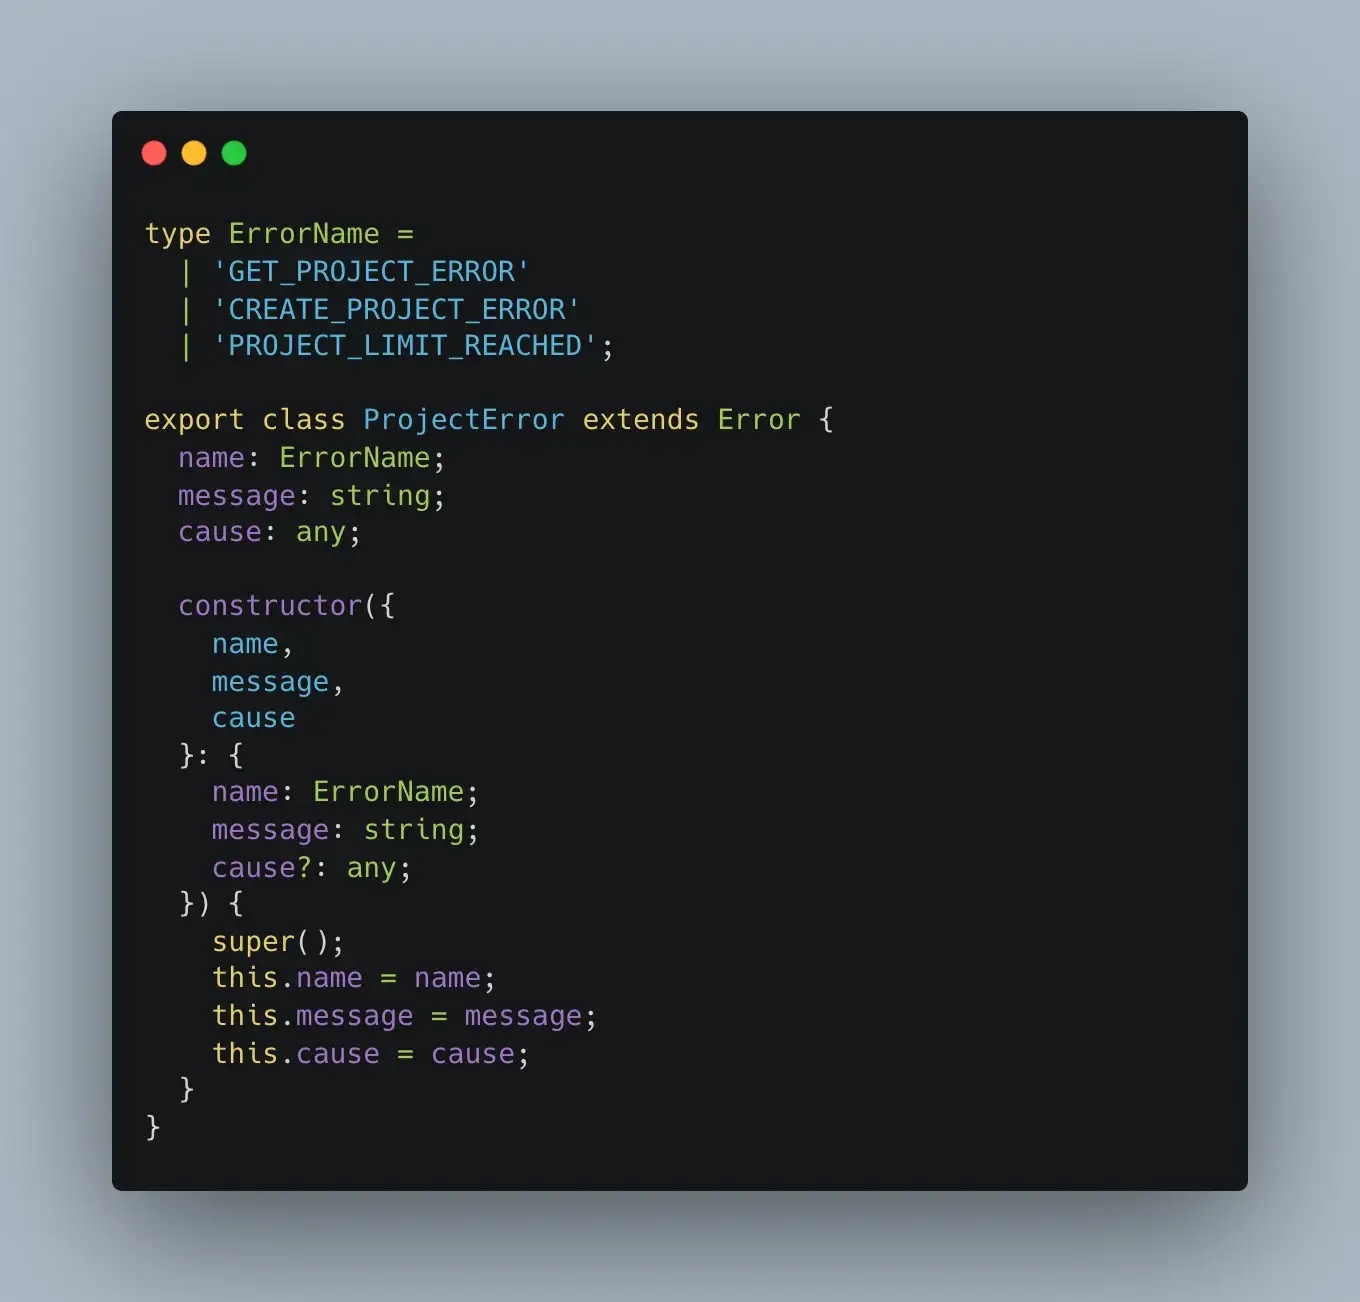 type ErrorName =
  | 'GET_PROJECT_ERROR'
  | 'CREATE_PROJECT_ERROR'
  | 'PROJECT_LIMIT_REACHED';

export class ProjectError extends Error {
  name: ErrorName;
  message: string;
  cause: any;

  constructor({
    name,
    message,
    cause
  }: {
    name: ErrorName;
    message: string;
    cause?: any;
  }) {
    super();
    this.name = name;
    this.message = message;
    this.cause = cause;
  }
}